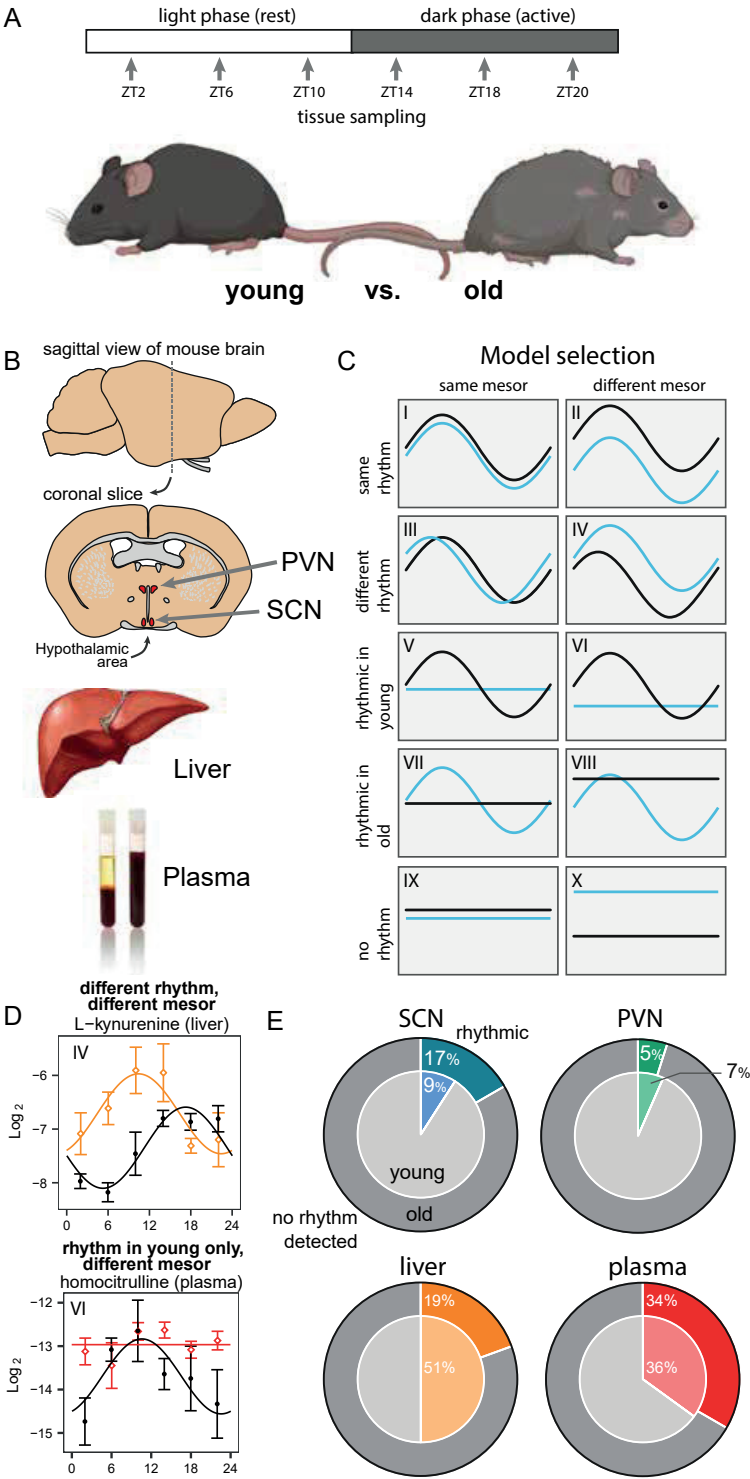 A
light phase (rest) dark phase (active)
ZT2 ZT6 ZT10 ZT14 ZT18 ZT20
tissue sampling
young vs. old
B
sagittal view of mouse brain
coronal slice
PVN
SCN
Hypothalamic
area
Liver
Plasma
C
Model selection
same mesor different mesor
same
rhythm
I II
different
rhythm
III IV
rhythmic in
young
V VI
rhythmic in
old
VII VIII
no
rhythm
IX X
D
different rhythm,
different mesor
L−kynurenine (liver)
IV
Log 2
−6
−7
−8
0 6 12 18 24
rhythm in young only,
different mesor
homocitrulline (plasma)
VI
Log 2
−12
−13
−14
−15
0 6 12 18 24
E
SCN
rhythmic
17%
9%
young
old
no rhythm
detected
PVN
5%
7%
liver
19%
51%
plasma
34%
36%